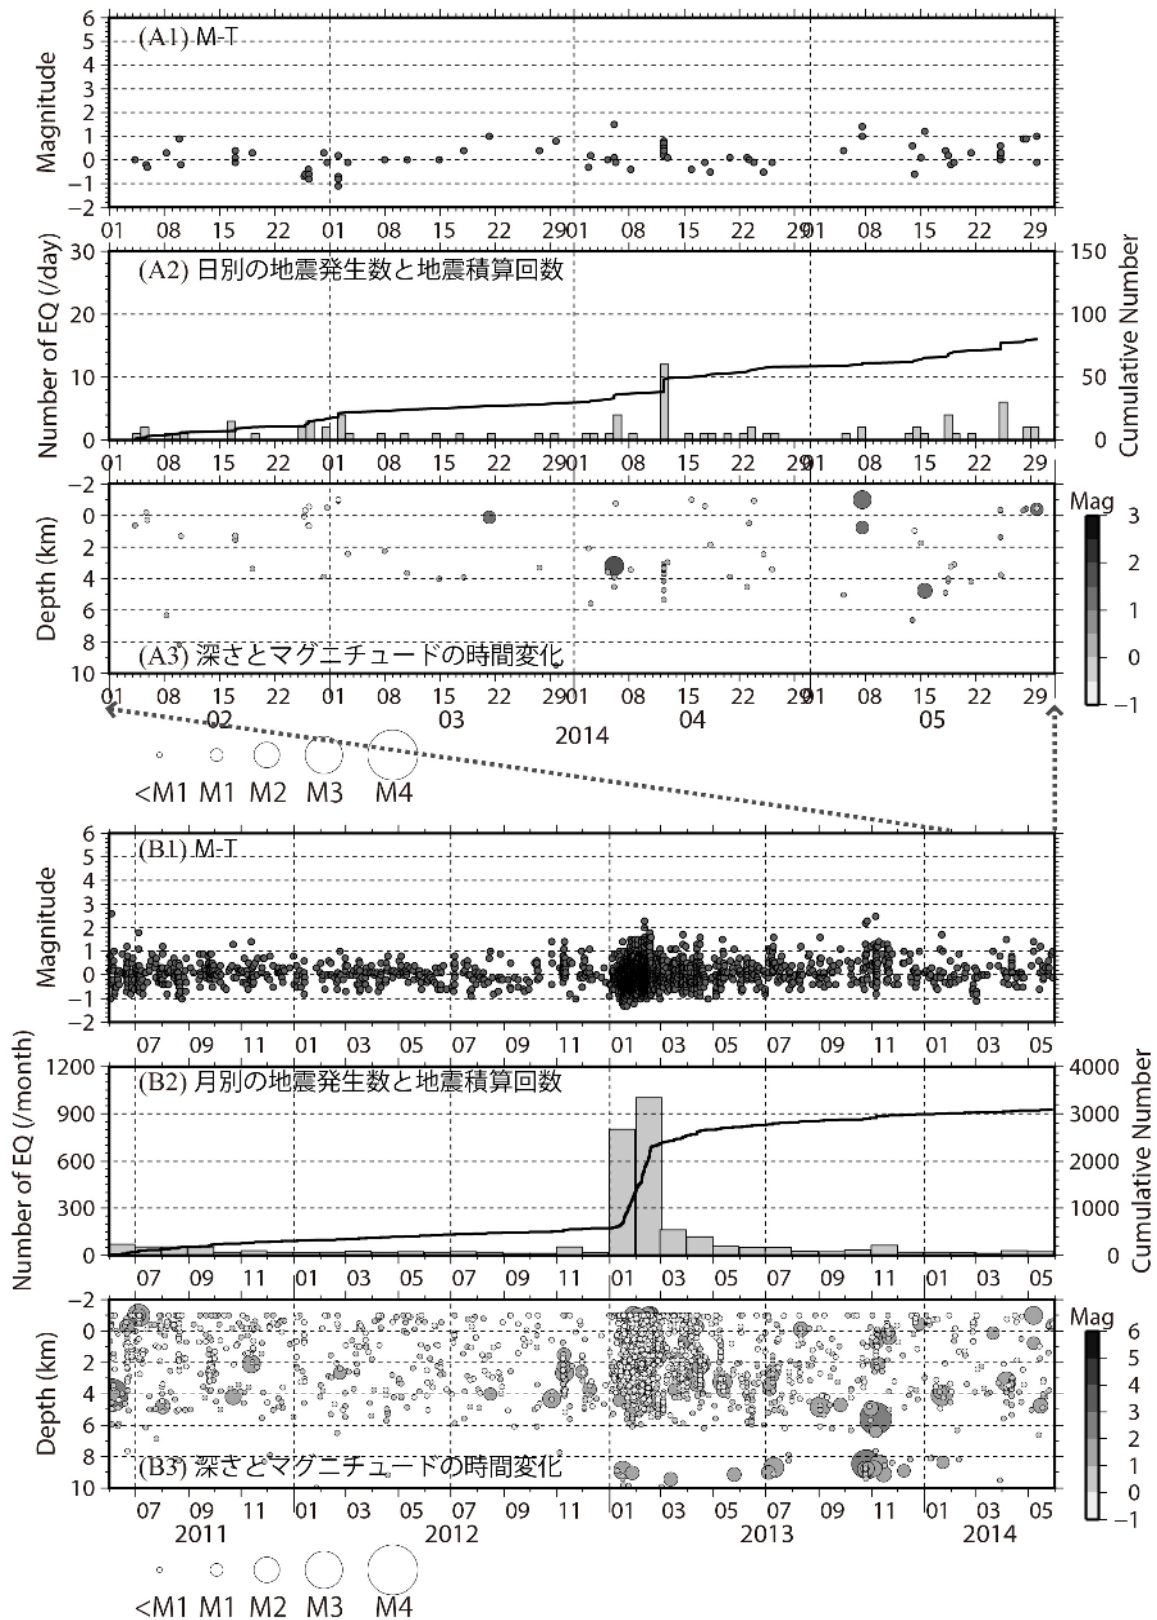 (A1) M-T
Magnitude
6
5
4
3
2
1
0
−1
−2
01 08 15 22 01 08 15 22 29 01 08 15 22 29 01 08 15 22 29
(A2) 日別の地震発生数と地震積算回数
Number of EQ (/day)
30
20
10
0
Cumulative Number
150
100
50
0
01 08 15 22 01 08 15 22 29 01 08 15 22 29 01 08 15 22 29
(A3) 深さとマグニチュードの時間変化
Depth (km)
−2
0
2
4
6
8
10
Mag
3
2
1
0
−1
01 08 15 22 01 08 15 22 29 01 08 15 22 29 01 08 15 22 29
02 03 04 05
2014
<M1 M1 M2 M3 M4
(B1) M-T
Magnitude
6
5
4
3
2
1
0
−1
−2
07 09 11 01 03 05 07 09 11 01 03 05 07 09 11 01 03 05
(B2) 月別の地震発生数と地震積算回数
Number of EQ (/month)
1200
900
600
300
0
Cumulative Number
4000
3000
2000
1000
0
07 09 11 01 03 05 07 09 11 01 03 05 07 09 11 01 03 05
(B3) 深さとマグニチュードの時間変化
Depth (km)
−2
0
2
4
6
8
10
Mag
6
5
4
3
2
1
0
−1
07 09 11 01 03 05 07 09 11 01 03 05 07 09 11 01 03 05
2011 2012 2013 2014
<M1 M1 M2 M3 M4